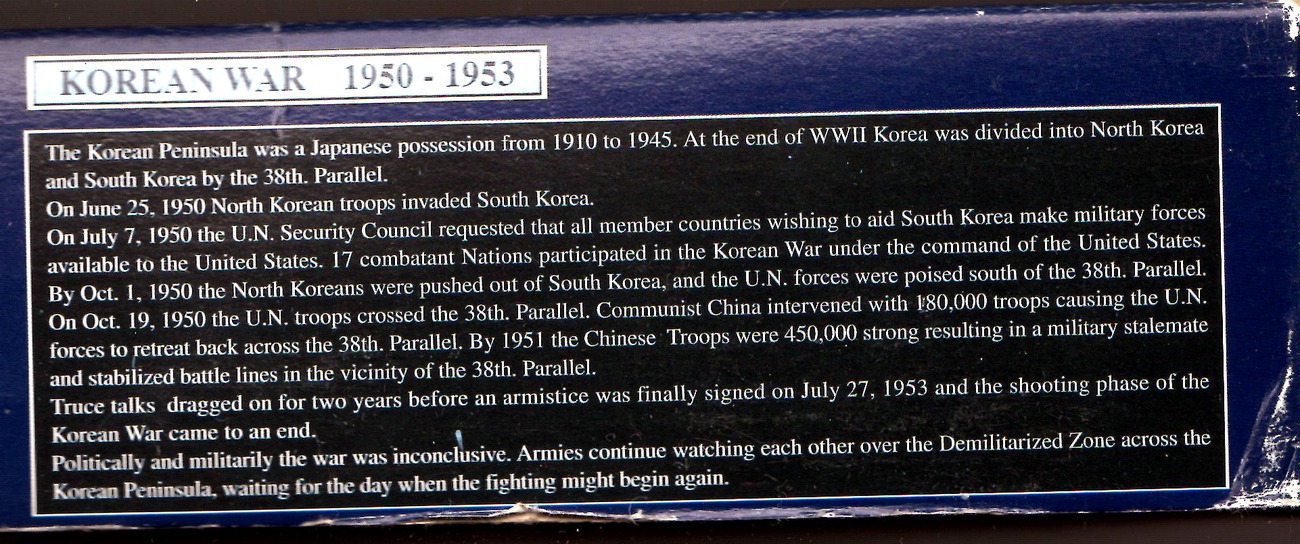 KOREAN WAR 1950 - 1953
The Korean Peninsula was a Japanese possession from 1910 to 1945. At the end of WWII Korea was divided into North Korea
and South Korea by the 38th. Parallel.
On June 25, 1950 North Korean troops invaded South Korea.
On July 7, 1950 the U.N. Security Council requested that all member countries wishing to aid South Korea make military forces
available to the United States. 17 combatant Nations participated in the Korean War under the command of the United States.
By Oct. 1, 1950 the North Koreans were pushed out of South Korea, and the U.N. forces were poised south of the 38th. Parallel.
On Oct. 19, 1950 the U.N. troops crossed the 38th. Parallel. Communist China intervened with 180,000 troops causing the U.N.
forces to retreat back across the 38th. Parallel. By 1951 the Chinese Troops were 450,000 strong resulting in a military stalemate
and stabilized battle lines in the vicinity of the 38th. Parallel.
Truce talks dragged on for two years before an armistice was finally signed on July 27, 1953 and the shooting phase of the
Korean War came to an end.
Politically and militarily the war was inconclusive. Armies continue watching each other over the Demilitarized Zone across the
Korean Peninsula, waiting for the day when the fighting might begin again.